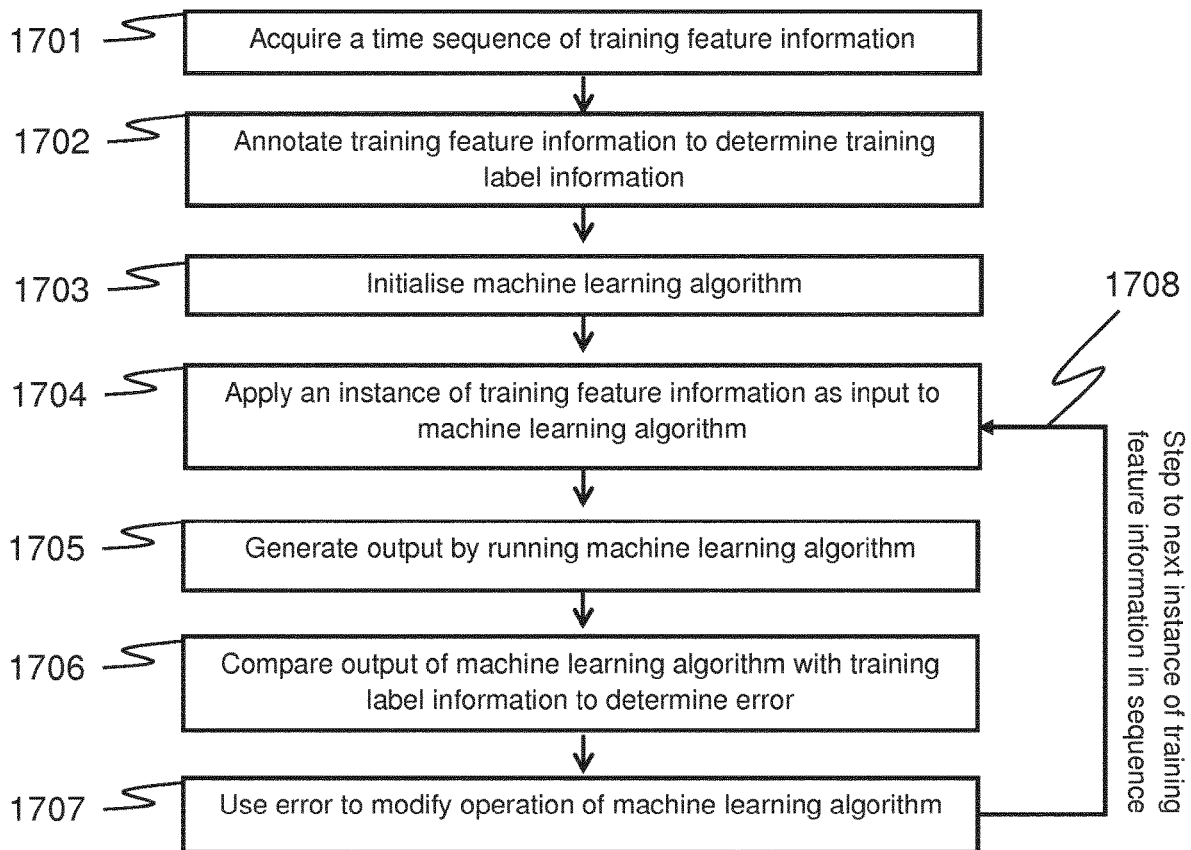 1701
Acquire a time sequence of training feature information
1702
Annotate training feature information to determine training
label information
1703
Initialise machine learning algorithm
1708
1704
Apply an instance of training feature information as input to
machine learning algorithm
Step to next instance of training
feature information in sequence
1705
Generate output by running machine learning algorithm
1706
Compare output of machine learning algorithm with training
label information to determine error
1707
Use error to modify operation of machine learning algorithm